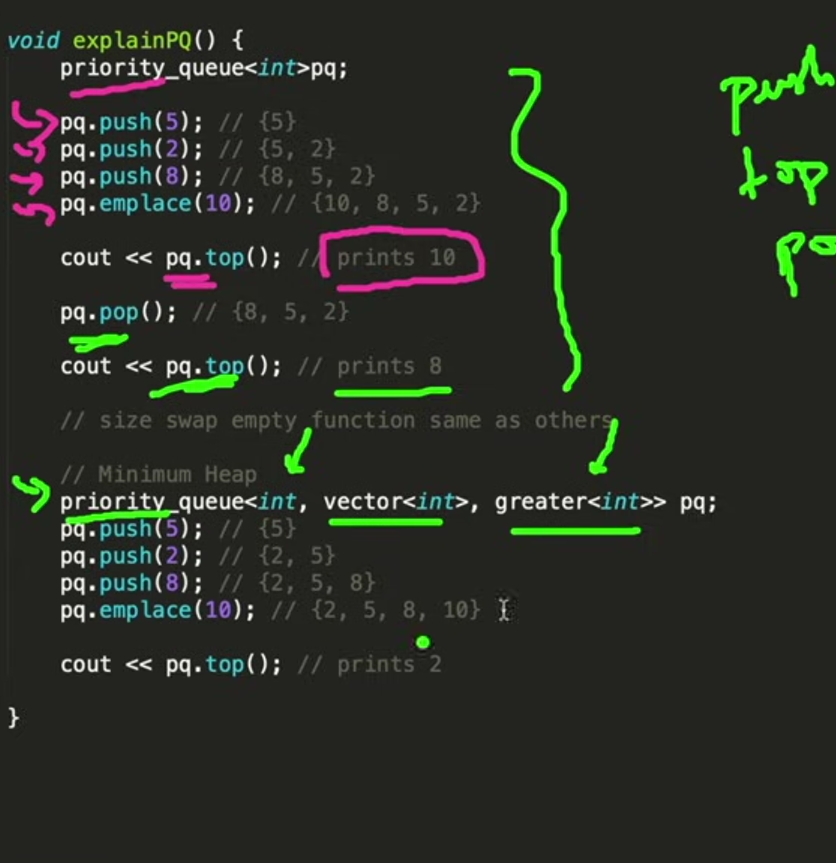 void explainPQ() {
priority_queue<int>pq;
pq.push(5); // {5}
pq.push(2); // {5, 2}
pq.push(8); // {8, 5, 2}
pq.emplace(10); // {10, 8, 5, 2}
cout << pq.top(); // prints 10
pq.pop(); // {8, 5, 2}
cout << pq.top(); // prints 8
// size swap empty function same as others
// Minimum Heap
priority_queue<int, vector<int>, greater<int>> pq;
pq.push(5); // {5}
pq.push(2); // {2, 5}
pq.push(8); // {2, 5, 8}
pq.emplace(10); // {2, 5, 8, 10}
cout << pq.top(); // prints 2
}
push
top
po